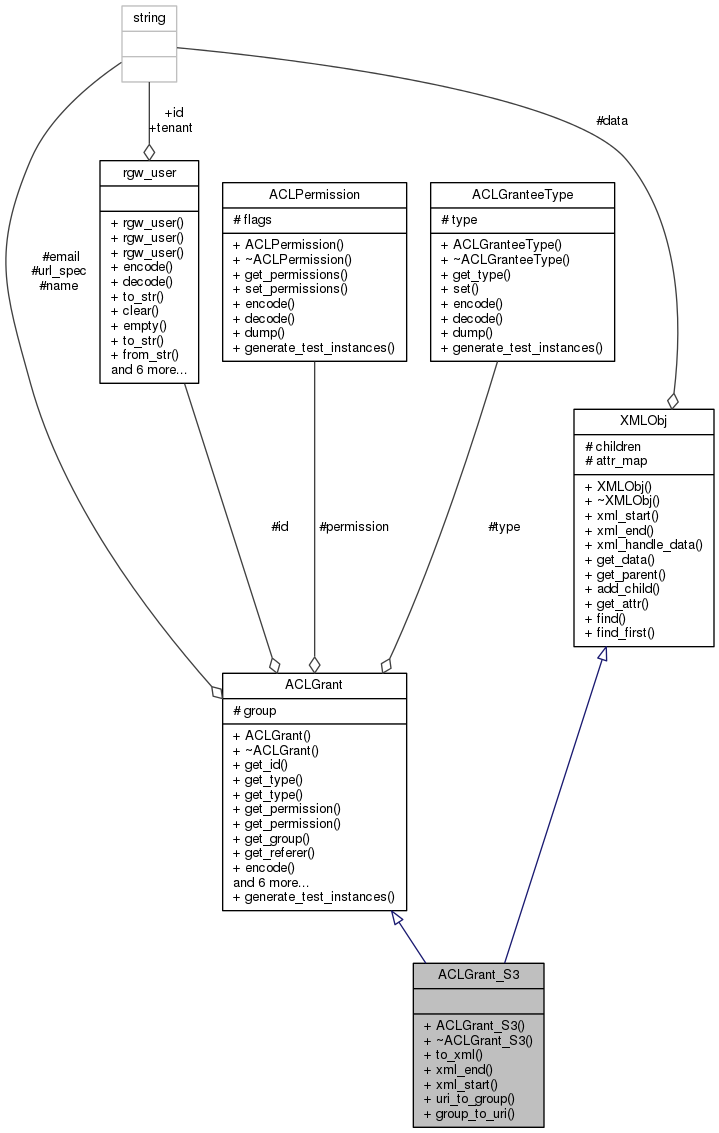 string
+id
+tenant
#data
rgw_user
+ rgw_user()
+ rgw_user()
+ rgw_user()
+ encode()
+ decode()
+ to_str()
+ clear()
+ empty()
+ to_str()
+ from_str()
and 6 more...
ACLPermission
# flags
+ ACLPermission()
+ ~ACLPermission()
+ get_permissions()
+ set_permissions()
+ encode()
+ decode()
+ dump()
+ generate_test_instances()
ACLGranteeType
# type
+ ACLGranteeType()
+ ~ACLGranteeType()
+ get_type()
+ set()
+ encode()
+ decode()
+ dump()
+ generate_test_instances()
#email
#url_spec
#name
XMLObj
# children
# attr_map
+ XMLObj()
+ ~XMLObj()
+ xml_start()
+ xml_end()
+ xml_handle_data()
+ get_data()
+ get_parent()
+ add_child()
+ get_attr()
+ find()
+ find_first()
#id
#permission
#type
ACLGrant
# group
+ ACLGrant()
+ ~ACLGrant()
+ get_id()
+ get_type()
+ get_type()
+ get_permission()
+ get_permission()
+ get_group()
+ get_referer()
+ encode()
and 6 more...
+ generate_test_instances()
ACLGrant_S3
+ ACLGrant_S3()
+ ~ACLGrant_S3()
+ to_xml()
+ xml_end()
+ xml_start()
+ uri_to_group()
+ group_to_uri()